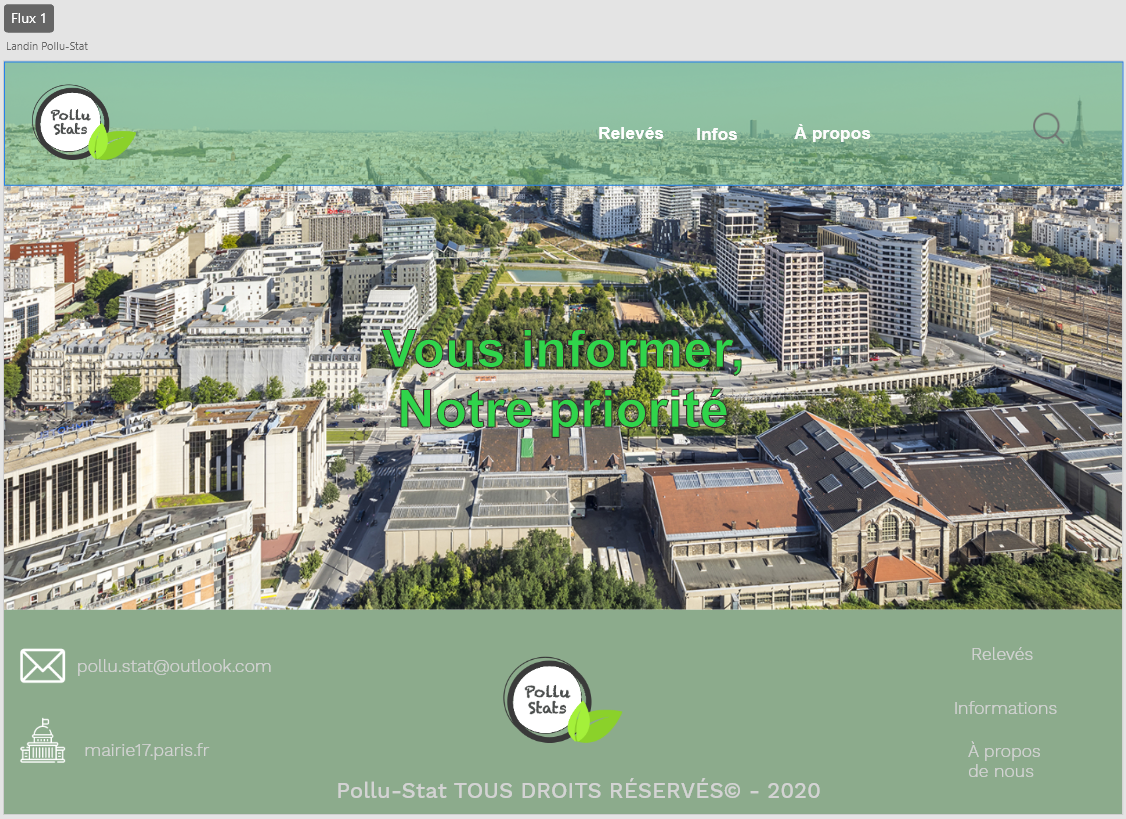 Flux 1
Landin Pollu-Stat
Pollu
Stats
Relevés
Infos
À propos
Vous informer,
Notre priorité
pollu.stat@outlook.com
mairie17.paris.fr
Pollu
Stats
Pollu-Stat TOUS DROITS RÉSERVÉS© - 2020
Relevés
Informations
À propos
de nous